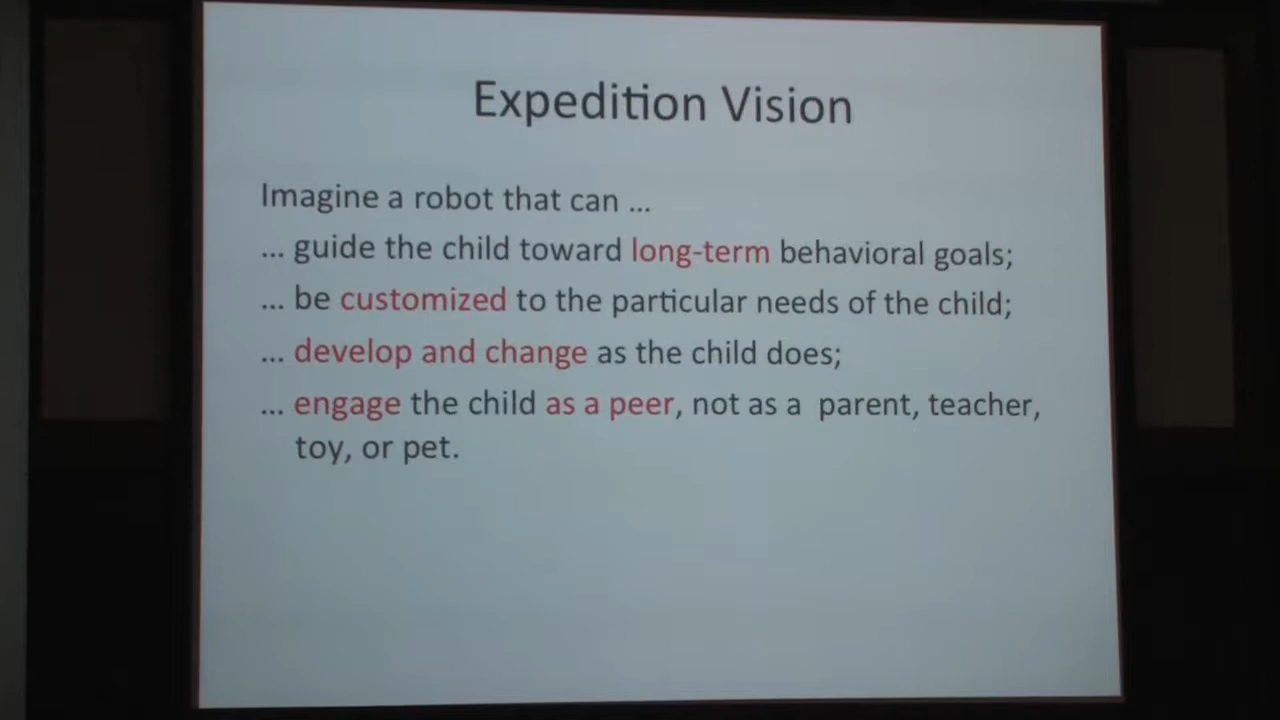 Expedition Vision
Imagine a robot that can ...
... guide the child toward long-term behavioral goals;
... be customized to the particular needs of the child;
... develop and change as the child does;
... engage the child as a peer, not as a  parent, teacher,
toy, or pet.